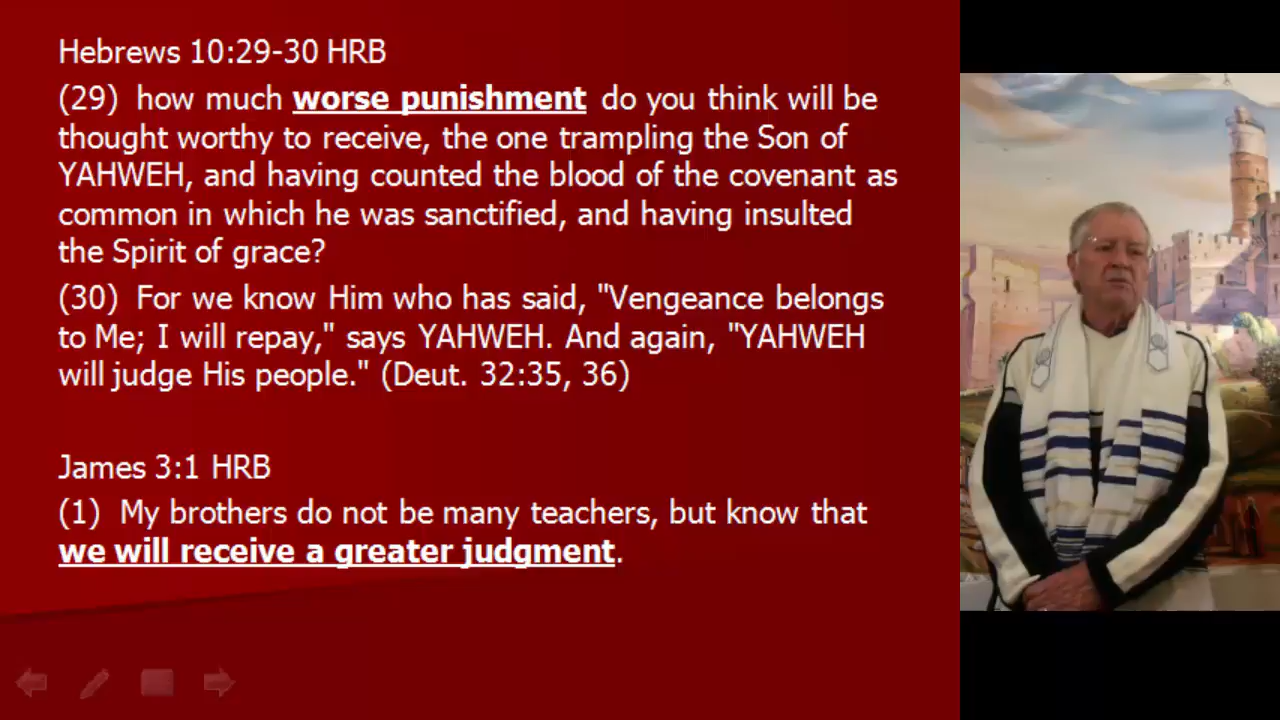 Hebrews 10:29-30 HRB
(29) how much worse punishment do you think will be
thought worthy to receive, the one trampling the Son of
YAHWEH, and having counted the blood of the covenant as
common in which he was sanctified, and having insulted
the Spirit of grace?
(30) For we know Him who has said, "Vengeance belongs
to Me; I will repay," says YAHWEH. And again, "YAHWEH
will judge His people." (Deut. 32:35, 36)
James 3:1 HRB
(1) My brothers do not be many teachers, but know that
we will receive a greater judgment.